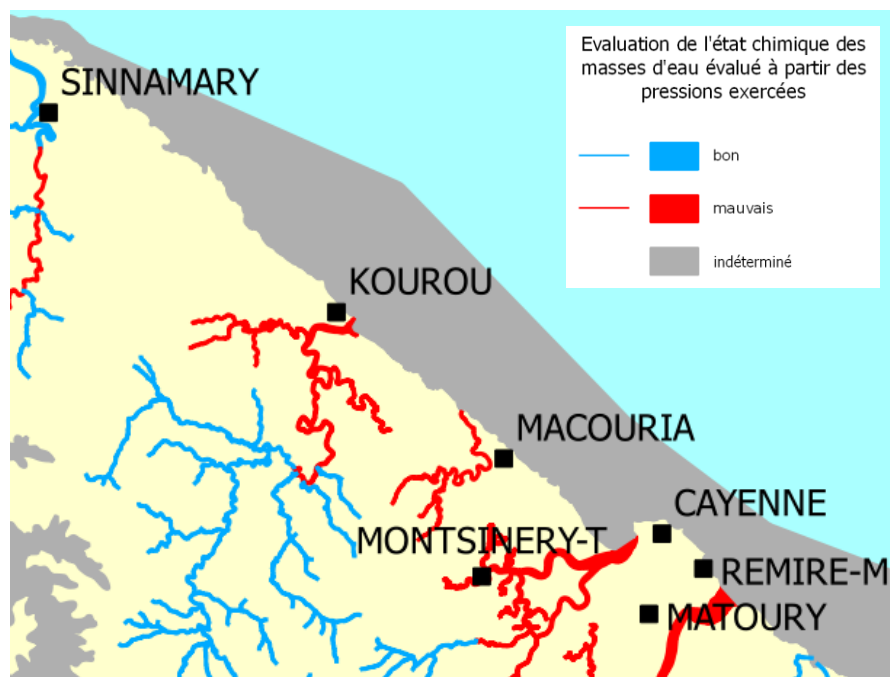 Evaluation de l'état chimique des
masses d'eau évalué à partir des
pressions exercées
bon
mauvais
indéterminé
SINNAMARY
KOUROU
MACOURIA
CAYENNE
MONTSINERY-T
REMIRE-M
MATOURY